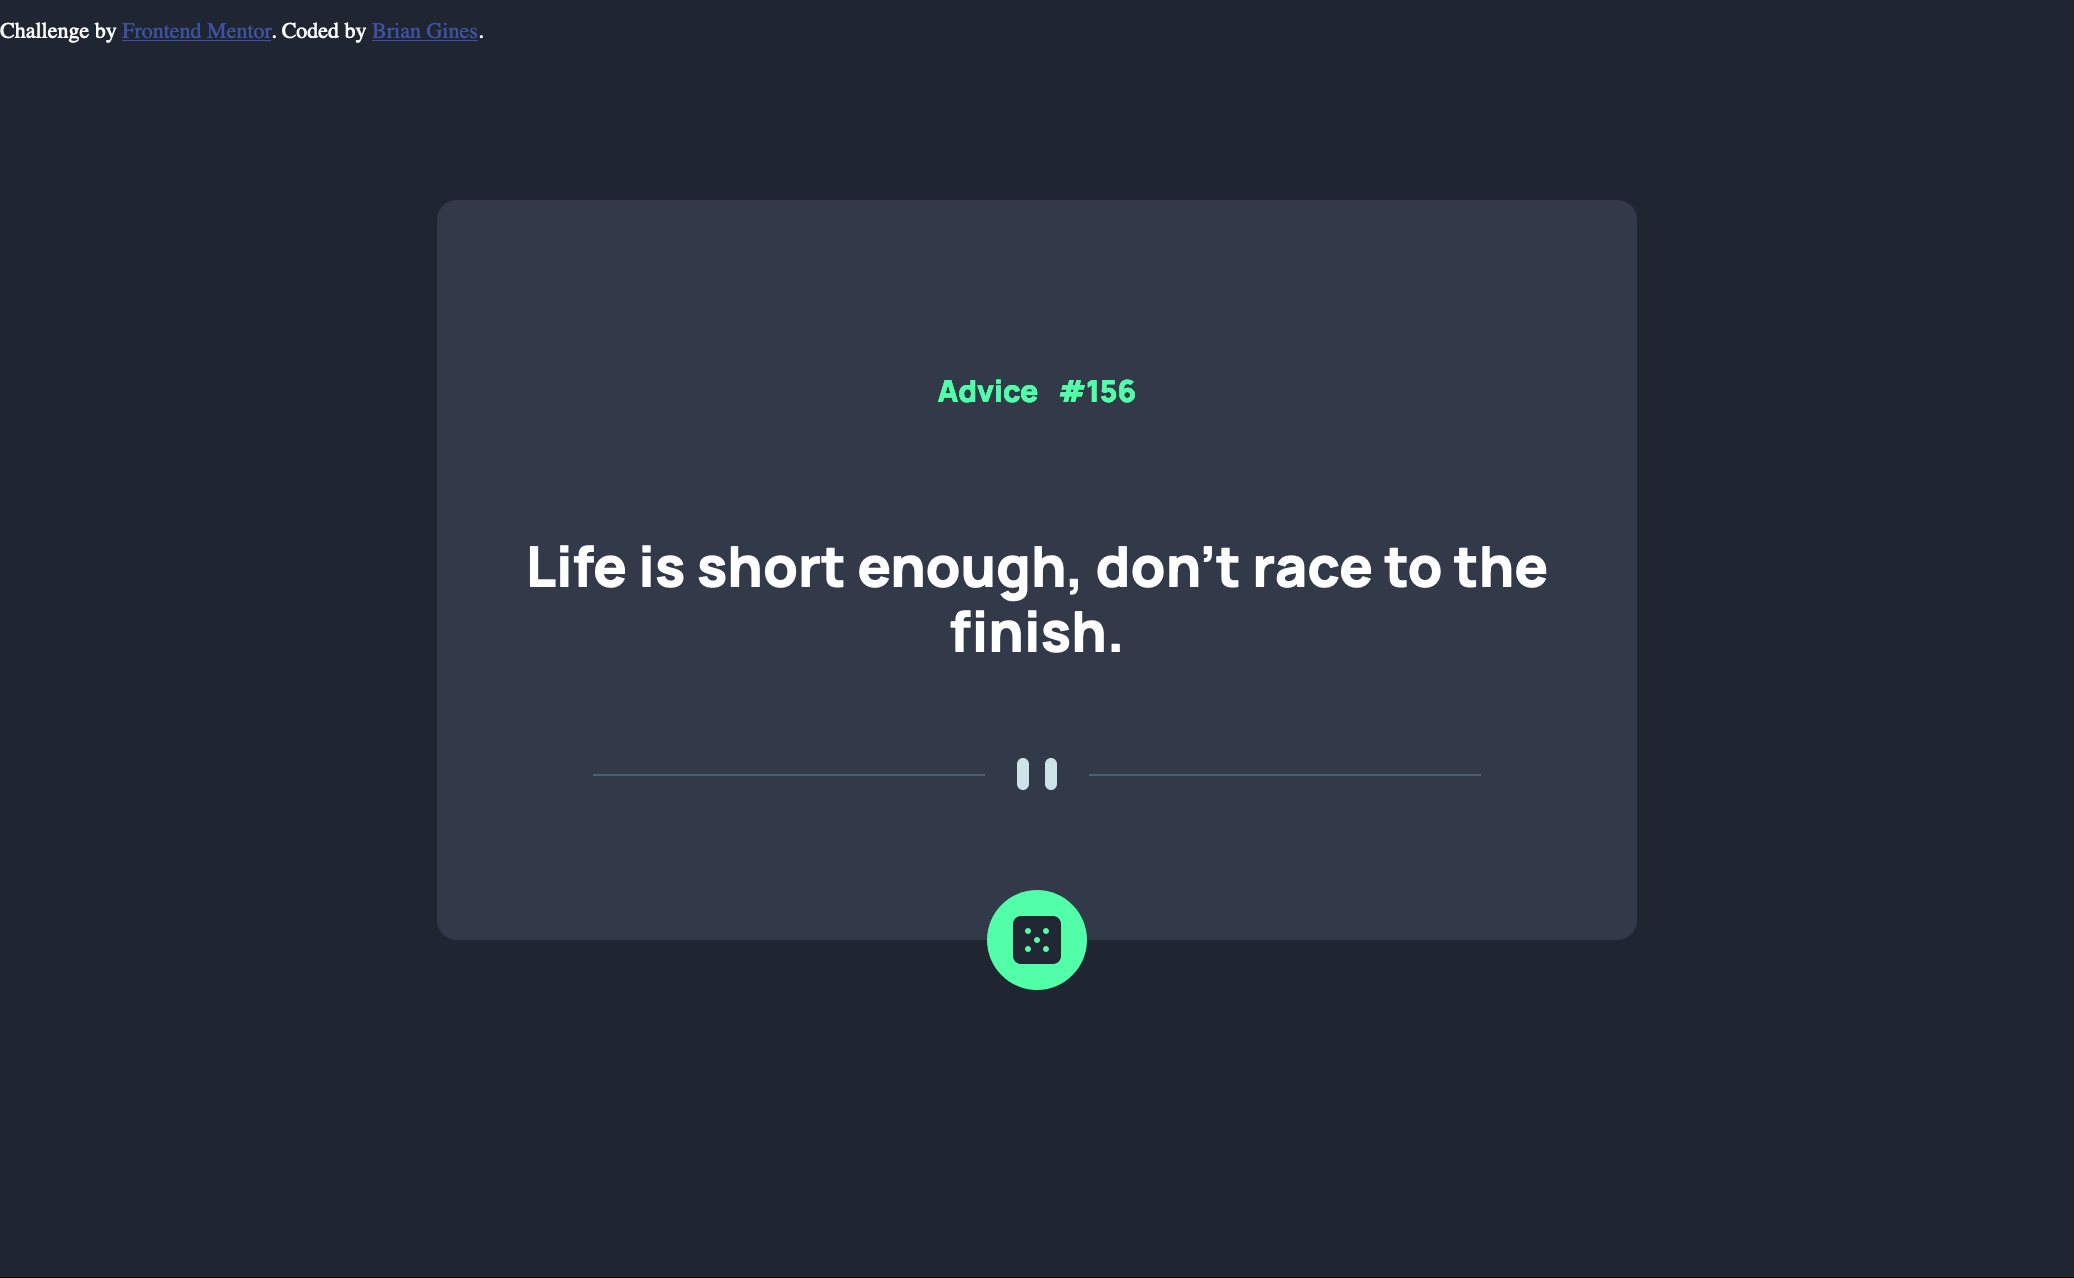 Challenge by Frontend Mentor. Coded by Brian Gines.
Advice #156
Life is short enough, don't race to the
finish.